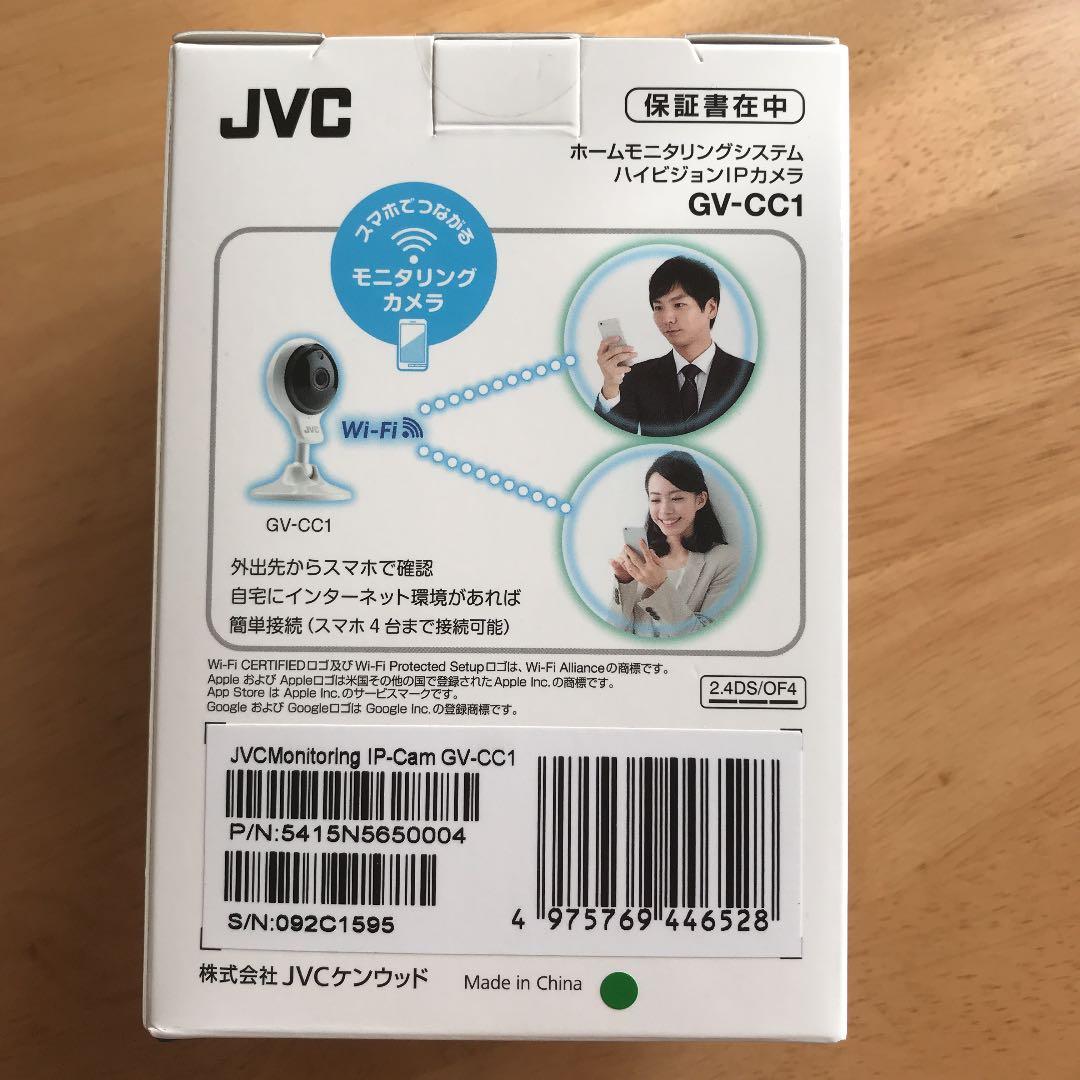 JVC
保証書在中
ホームモニタリングシステム
ハイビジョンIPカメラ
GV-CC1
スマホでつながる
モニタリング
カメラ
JVC
Wi-Fi
GV-CC1
外出先からスマホで確認
自宅にインターネット環境があれば
簡単接続（スマホ4台まで接続可能）
Wi-Fi CERTIFIEDロゴ及びWi-Fi Protected Setupロゴは、Wi-Fi Allianceの商標です。
Apple および Appleロゴは米国その他の国で登録されたApple Inc.の商標です。
App Store は Apple Inc.のサービスマークです。
Google および Googleロゴは Google Inc.の登録商標です。
2.4DS/OF4
JVCMonitoring IP-Cam GV-CC1
P/N:5415N5650004
S/N:092C1595
4 975769 446528
株式会社 JVCケンウッド
Made in China